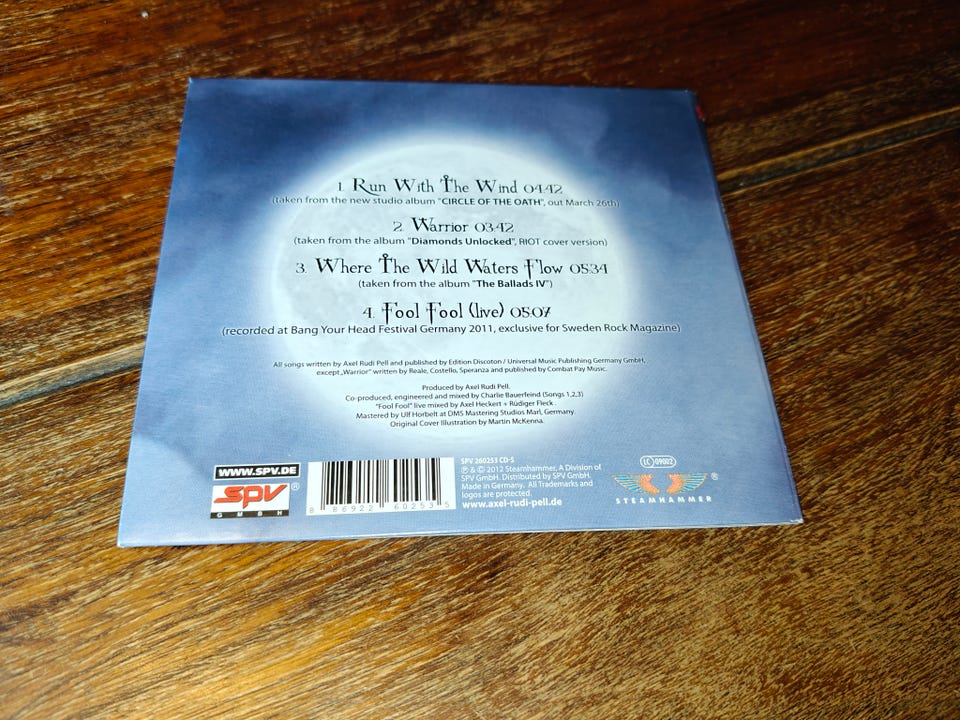 1. Run With The Wind 04:42
(taken from the new studio album "CIRCLE OF THE OATH", out March 26th)
2. Warrior 03:42
(taken from the album "Diamonds Unlocked", RIOT cover version)
3. Where The Wild Waters Flow 05:34
(taken from the album "The Ballads IV")
4. Fool Fool (live) 05:07
(recorded at Bang Your Head Festival Germany 2011, exclusive for Sweden Rock Magazine)
All songs written by Axel Rudi Pell and published by Edition Discoton / Universal Music Publishing Germany GmbH,
except „Warrior" written by Reale, Costello, Speranza and published by Combat Pay Music.
Produced by Axel Rudi Pell.
Co-produced, engineered and mixed by Charlie Bauerfeind (Songs 1,2,3)
"Fool Fool" live mixed by Axel Heckert + Rüdiger Fleck .
Mastered by Ulf Horbelt at DMS Mastering Studios Marl, Germany.
Original Cover Illustration by Martin McKenna.
WWW.SPV.DE
SPV®
GMBH
8 86922 60253 5
SPV 260253 CD-S
℗ & © 2012 Steamhammer, A Division of
SPV GmbH. Distributed by SPV GmbH.
Made in Germany. All Trademarks and
logos are protected.
www.axel-rudi-pell.de
LC 09002
STEAMHAMMER®